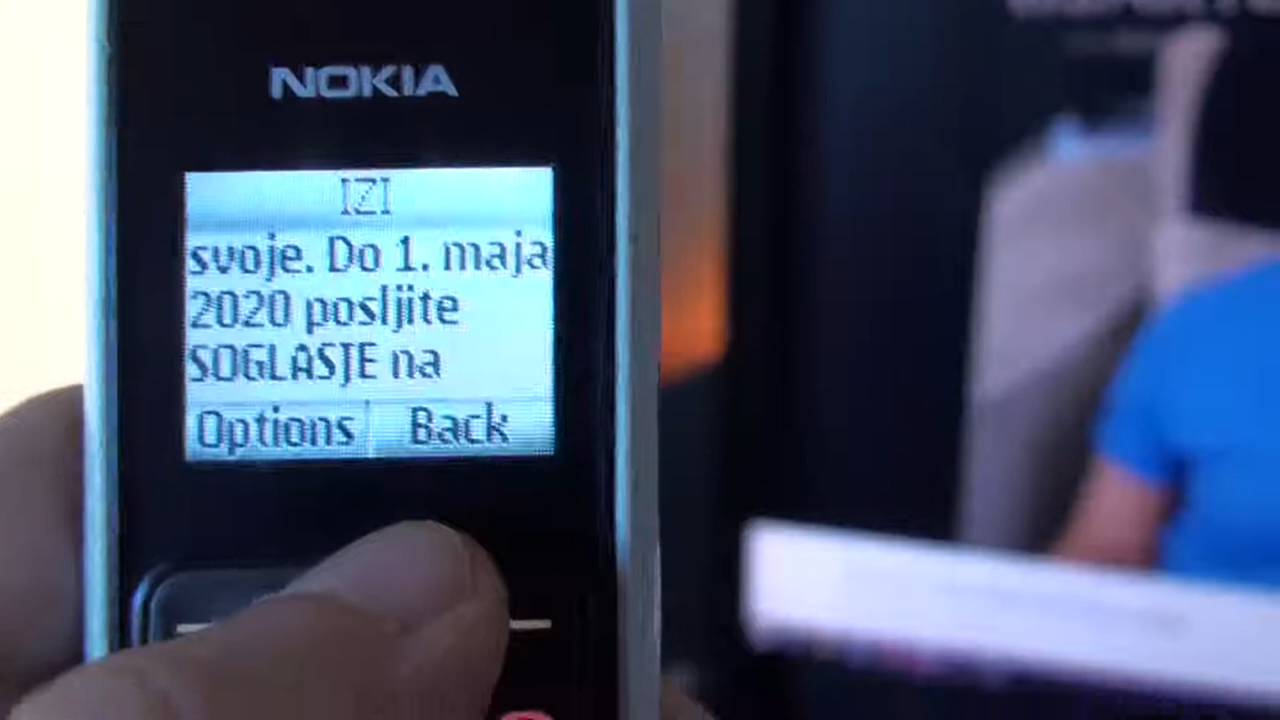 NOKIA
IZI
svoje. Do 1. maja
2020 posljite
SOGLASJE na
Options Back